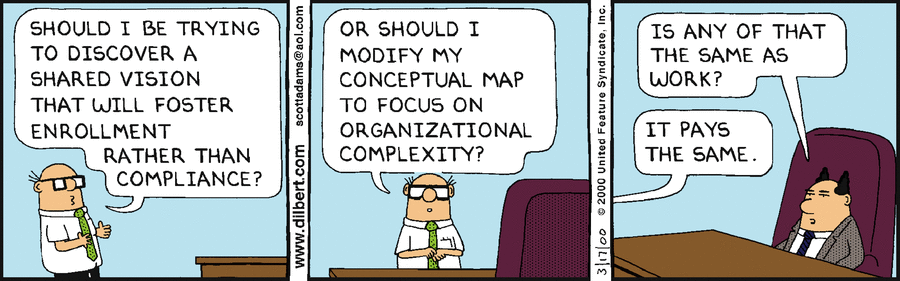 SHOULD I BE TRYING
TO DISCOVER A
SHARED VISION
THAT WILL FOSTER
ENROLLMENT
RATHER THAN
COMPLIANCE?
www.dilbert.com scottadams@aol.com
OR SHOULD I
MODIFY MY
CONCEPTUAL MAP
TO FOCUS ON
ORGANIZATIONAL
COMPLEXITY?
3/17/00 © 2000 United Feature Syndicate, Inc.
IS ANY OF THAT
THE SAME AS
WORK?
IT PAYS
THE SAME.